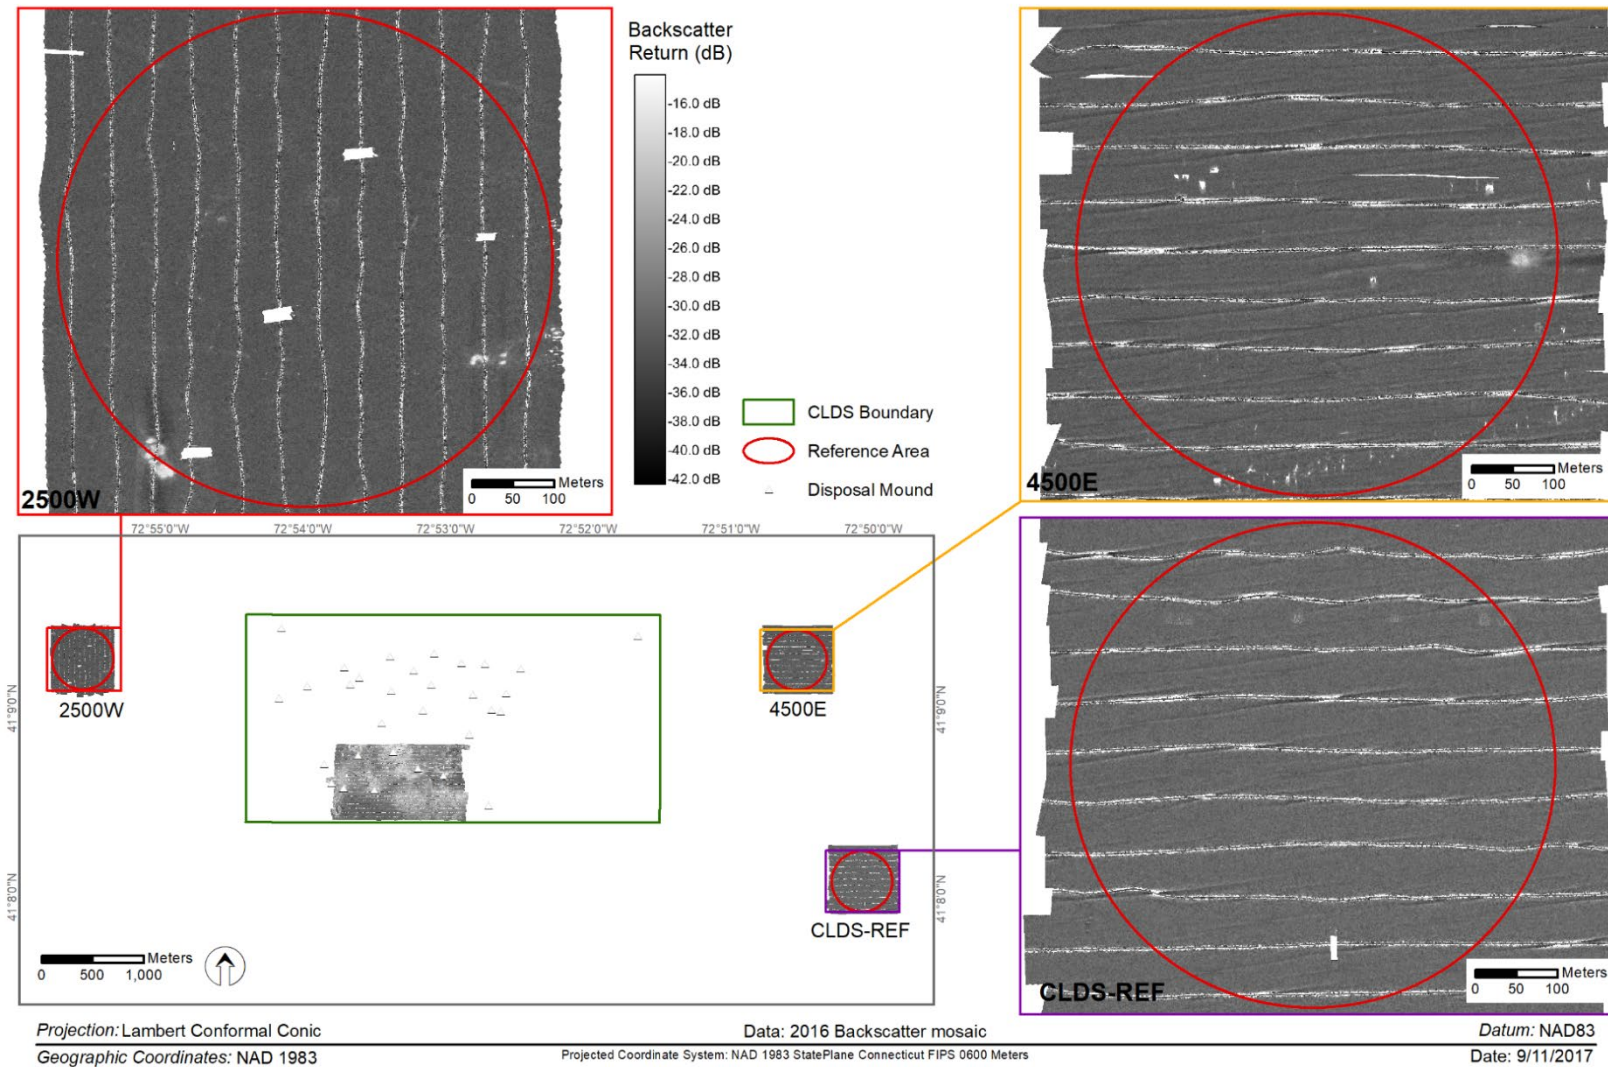 Backscatter
Return (dB)
-16.0 dB
-18.0 dB
-20.0 dB
-22.0 dB
-24.0 dB
-26.0 dB
-28.0 dB
-30.0 dB
-32.0 dB
-34.0 dB
-36.0 dB
-38.0 dB
-40.0 dB
-42.0 dB
CLDS Boundary
Reference Area
Disposal Mound
2500W
Meters
0 50 100
4500E
Meters
0 50 100
72°55'0"W 72°54'0"W 72°53'0"W 72°52'0"W 72°51'0"W 72°50'0"W
41°9'0"N
41°8'0"N
2500W
4500E
CLDS-REF
41°9'0"N
41°8'0"N
Meters
0 500 1,000
CLDS-REF
Meters
0 50 100
Projection: Lambert Conformal Conic
Data: 2016 Backscatter mosaic
Datum: NAD83
Geographic Coordinates: NAD 1983
Projected Coordinate System: NAD 1983 StatePlane Connecticut FIPS 0600 Meters
Date: 9/11/2017